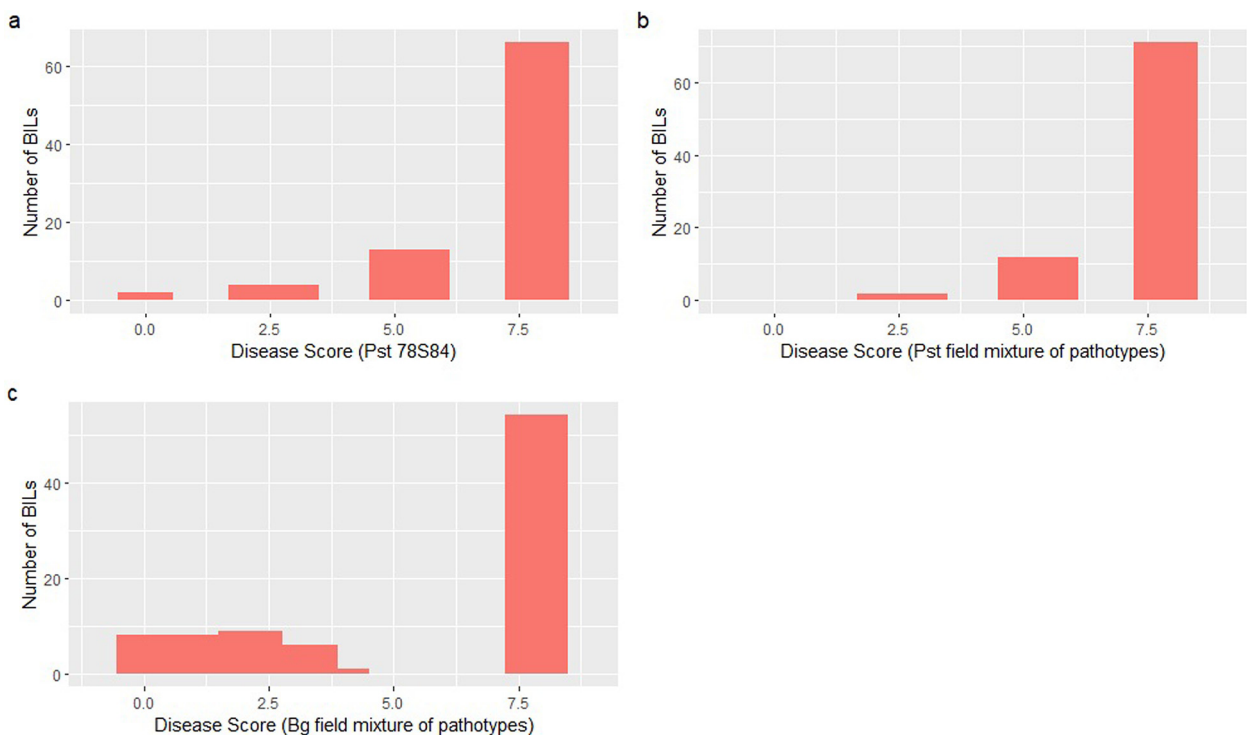 a
Number of BILs
60
40
20
0
0.0 2.5 5.0 7.5
Disease Score (Pst 78S84)
b
Number of BILs
60
40
20
0
0.0 2.5 5.0 7.5
Disease Score (Pst field mixture of pathotypes)
c
Number of BILs
40
20
0
0.0 2.5 5.0 7.5
Disease Score (Bg field mixture of pathotypes)